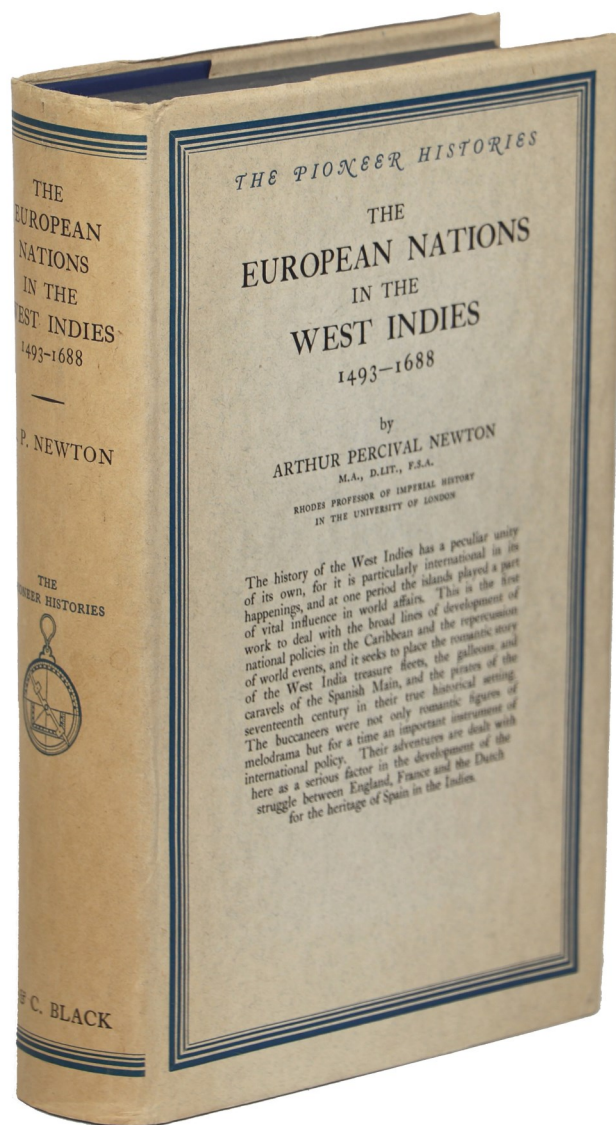 THE
EUROPEAN
NATIONS
IN THE
WEST INDIES
1493–1688
P. NEWTON
THE
PIONEER HISTORIES
& C. BLACK
THE PIONEER HISTORIES
THE
EUROPEAN NATIONS
IN THE
WEST INDIES
1493—1688
by
ARTHUR PERCIVAL NEWTON
M.A., D.LIT., F.S.A.
RHODES PROFESSOR OF IMPERIAL HISTORY
IN THE UNIVERSITY OF LONDON
The history of the West Indies has a peculiar unity
of its own, for it is particularly international in its
happenings, and at one period the islands played a part
of vital influence in world affairs. This is the first
work to deal with the broad lines of development of
national policies in the Caribbean and the repercussion
of world events, and it seeks to place the romantic story
of the West India treasure fleets, the galleons and
caravels of the Spanish Main, and the pirates of the
seventeenth century in their true historical setting.
The buccaneers were not only romantic figures of
melodrama but for a time an important instrument of
international policy. Their adventures are dealt with
here as a serious factor in the development of the
struggle between England, France and the Dutch
for the heritage of Spain in the Indies.